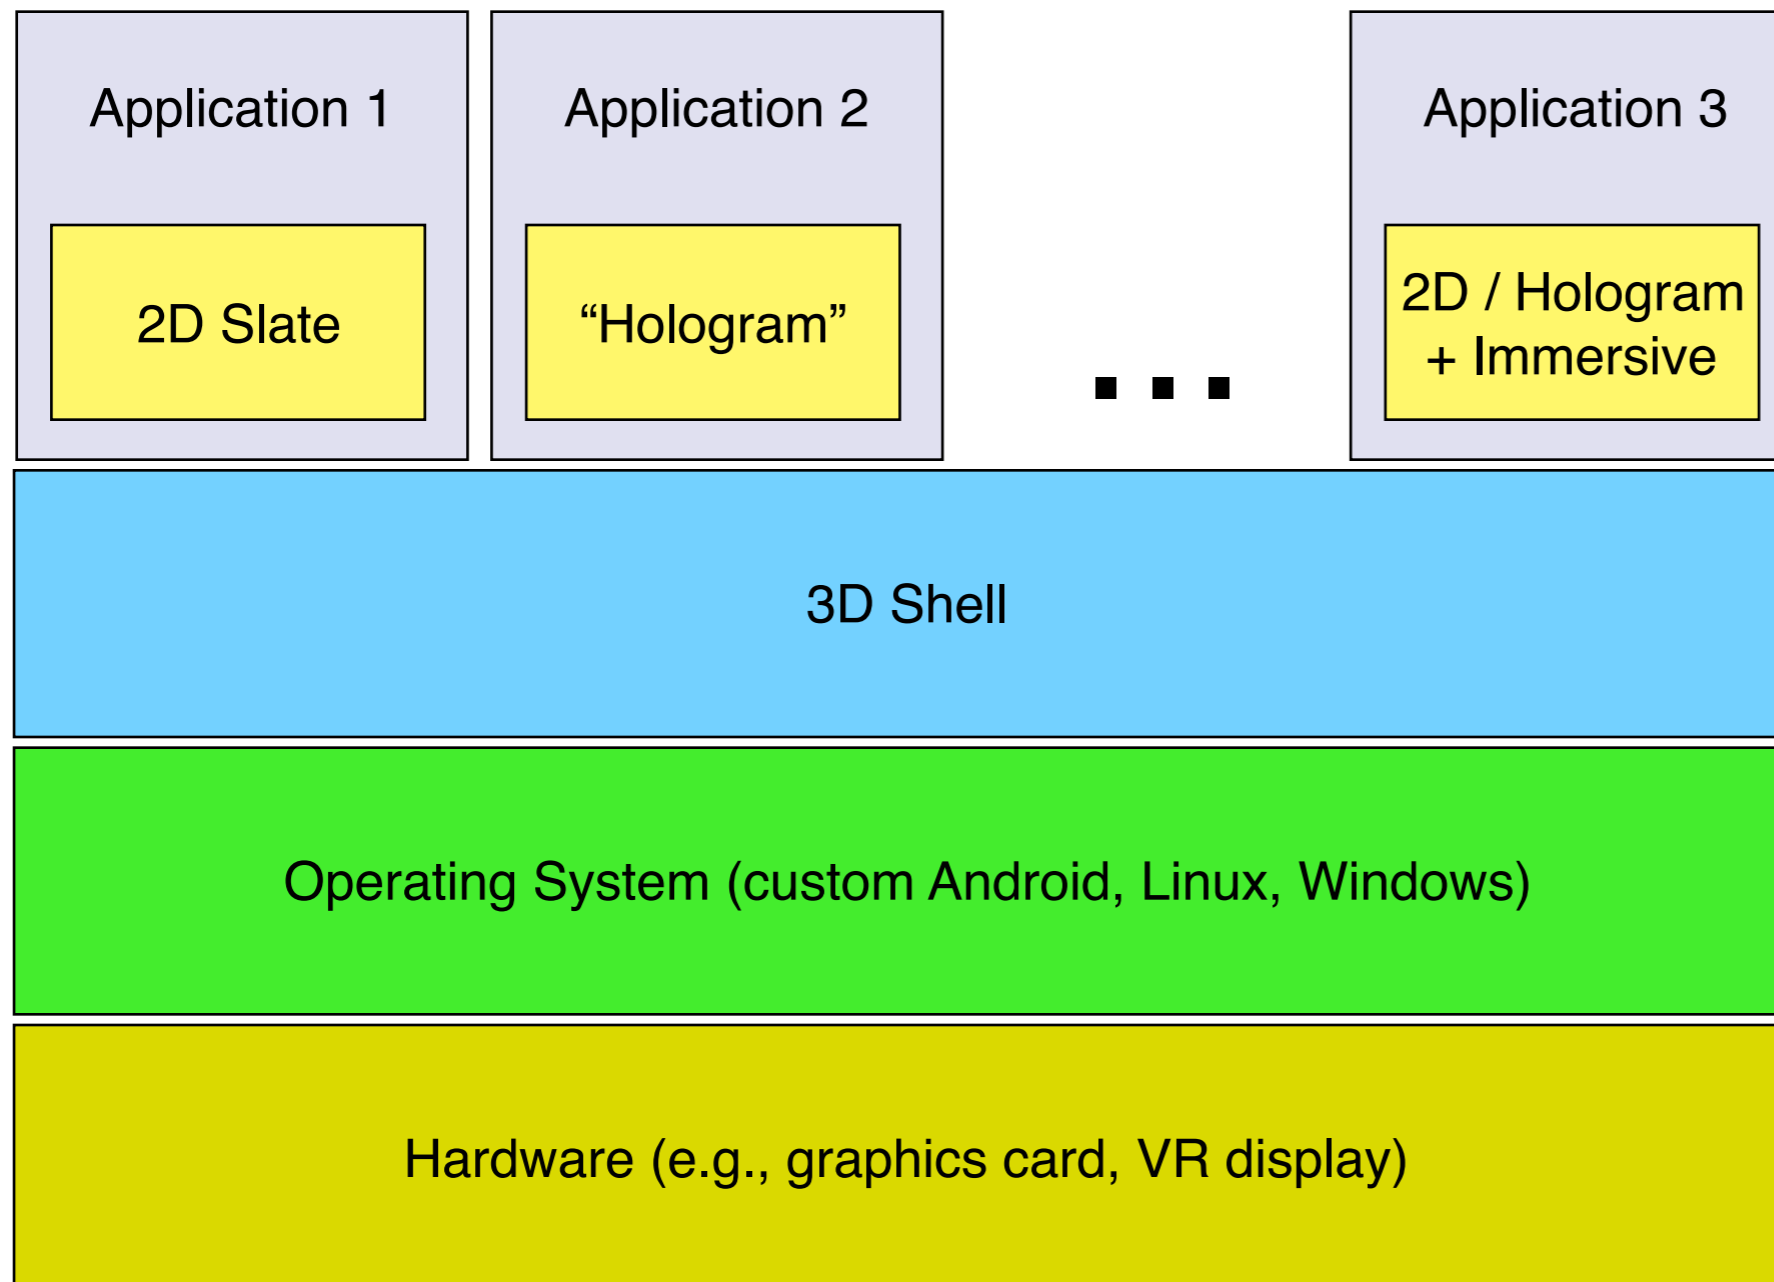 Application 1
Application 2
Application 3
2D Slate
“Hologram”
2D / Hologram
+ Immersive
...
3D Shell
Operating System (custom Android, Linux, Windows)
Hardware (e.g., graphics card, VR display)